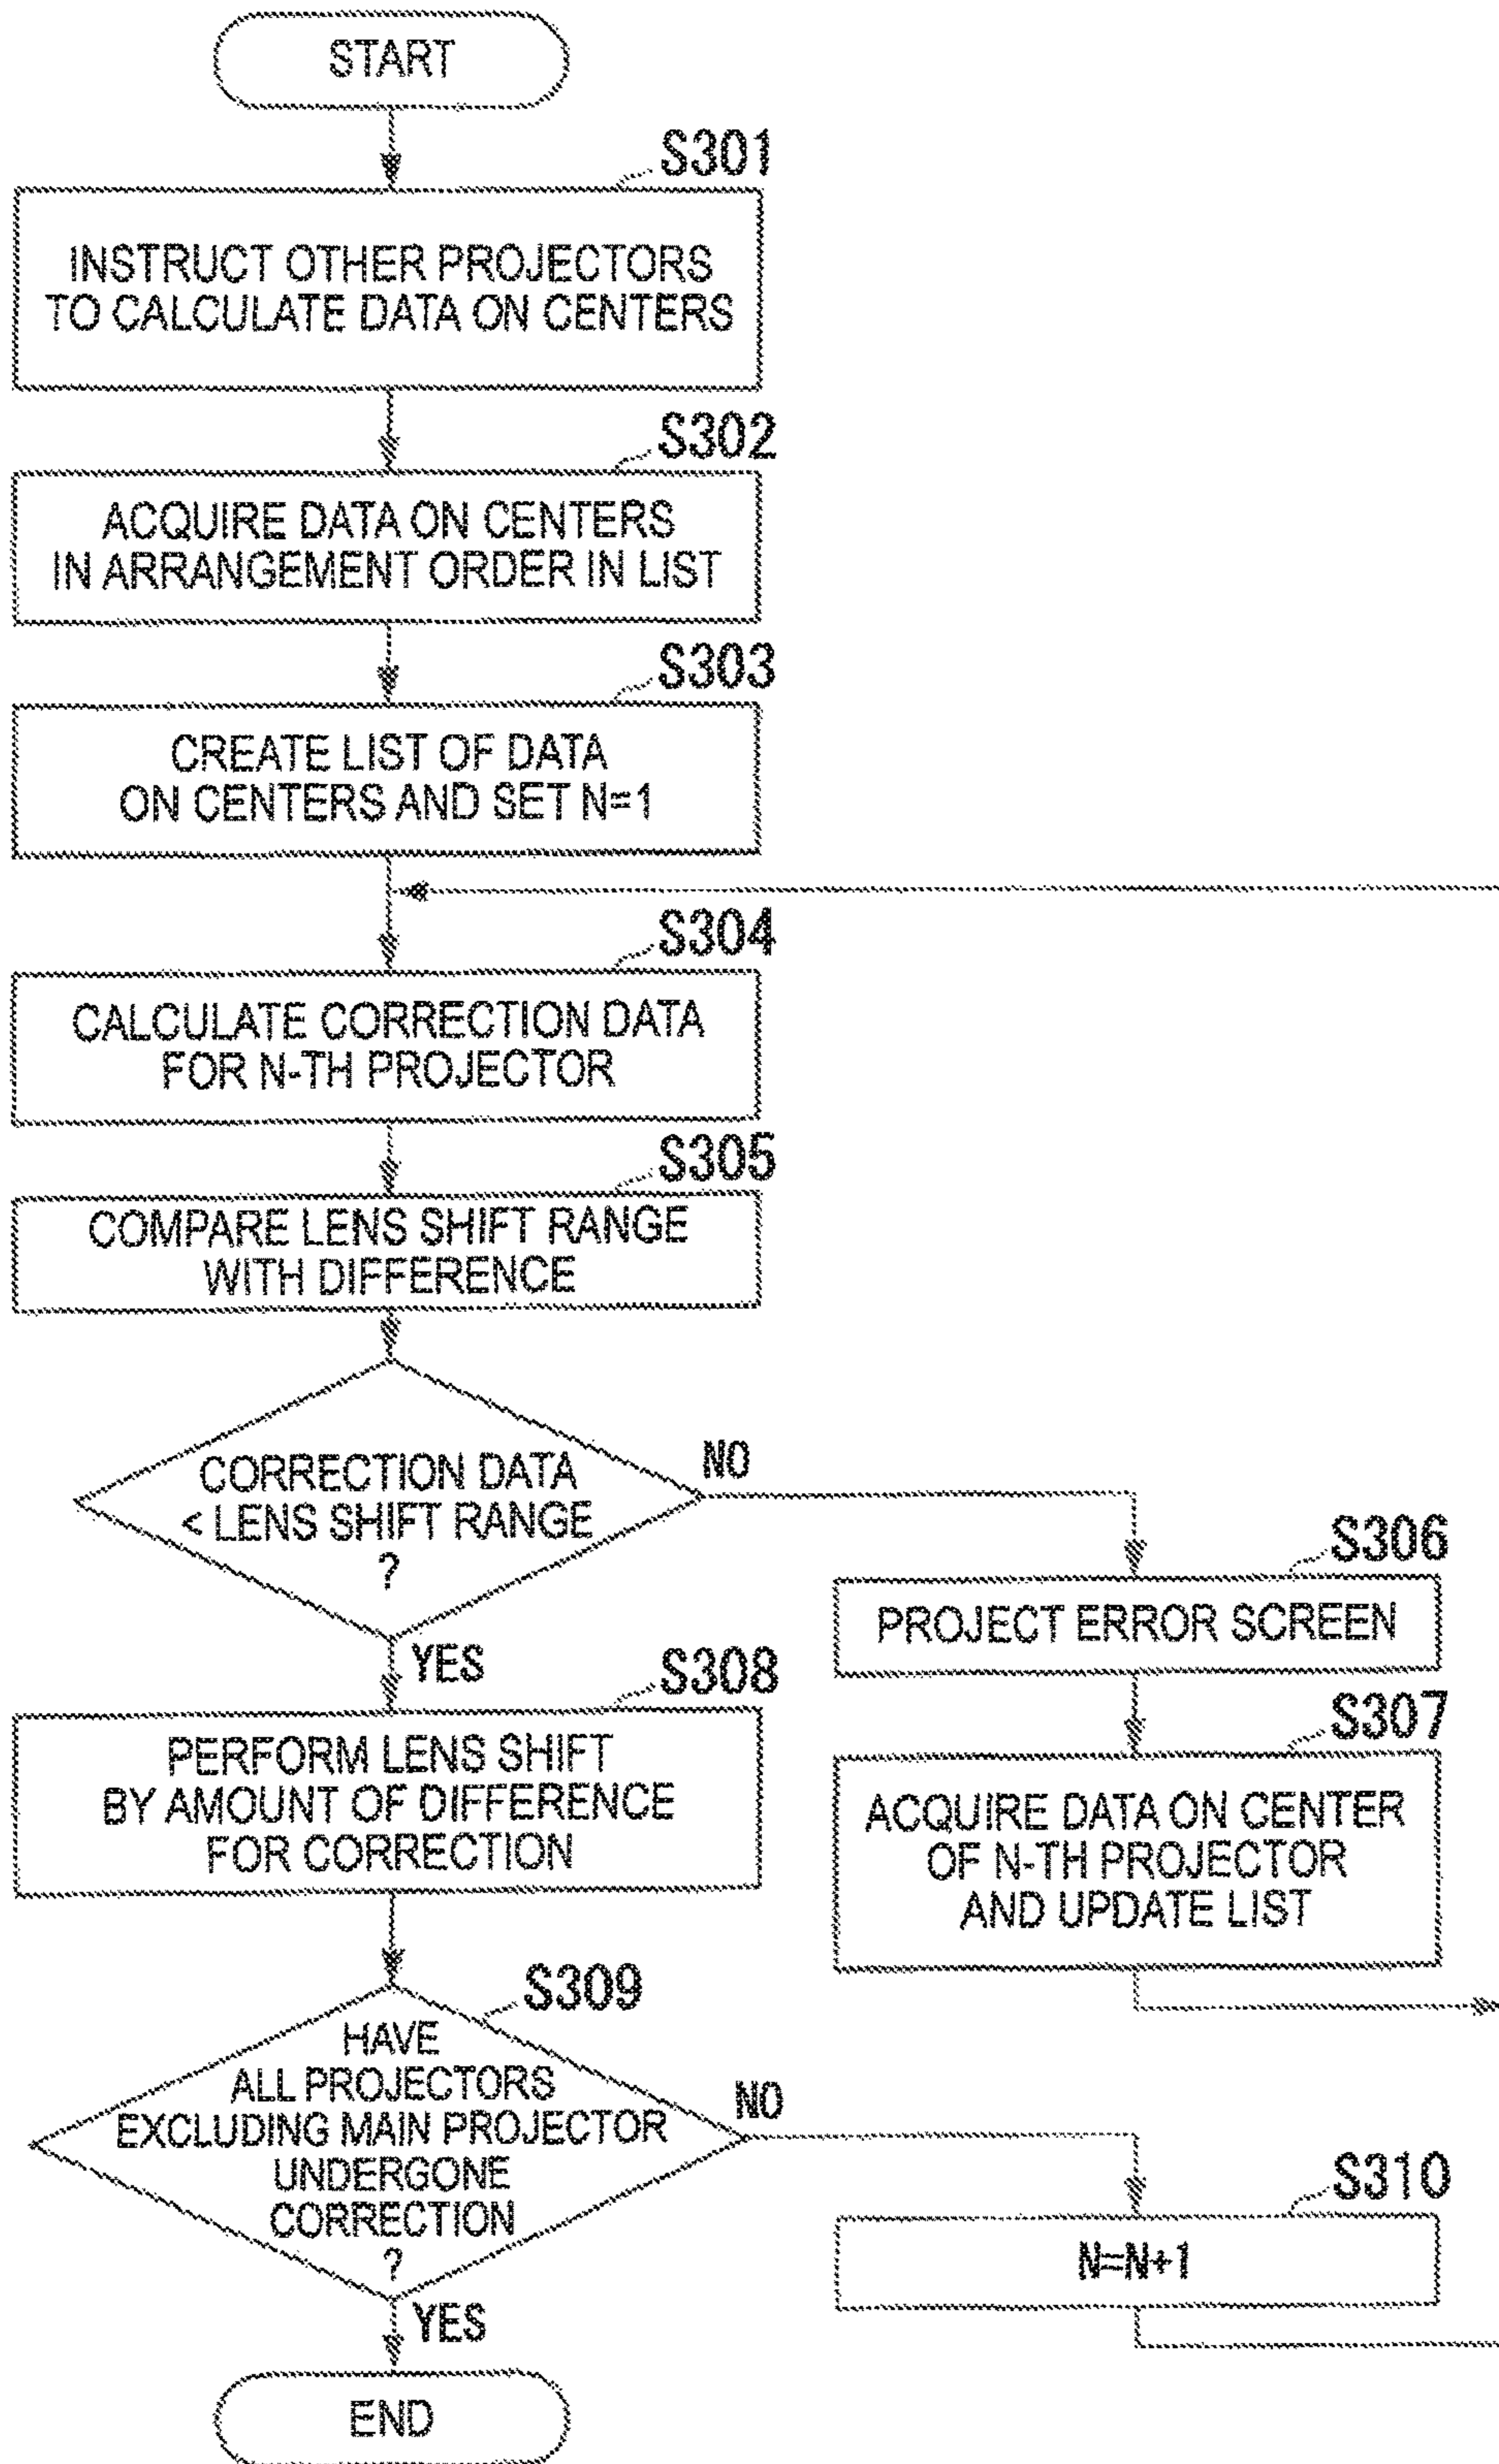 START
S301
INSTRUCT OTHER PROJECTORS
TO CALCULATE DATA ON CENTERS
S302
ACQUIRE DATA ON CENTERS
IN ARRANGEMENT ORDER IN LIST
S303
CREATE LIST OF DATA
ON CENTERS AND SET N=1
S304
CALCULATE CORRECTION DATA
FOR N-TH PROJECTOR
S305
COMPARE LENS SHIFT RANGE
WITH DIFFERENCE
CORRECTION DATA
< LENS SHIFT RANGE
?
NO
YES
S306
PROJECT ERROR SCREEN
S307
ACQUIRE DATA ON CENTER
OF N-TH PROJECTOR
AND UPDATE LIST
S308
PERFORM LENS SHIFT
BY AMOUNT OF DIFFERENCE
FOR CORRECTION
S309
HAVE
ALL PROJECTORS
EXCLUDING MAIN PROJECTOR
UNDERGONE
CORRECTION
?
NO
S310
N=N+1
YES
END